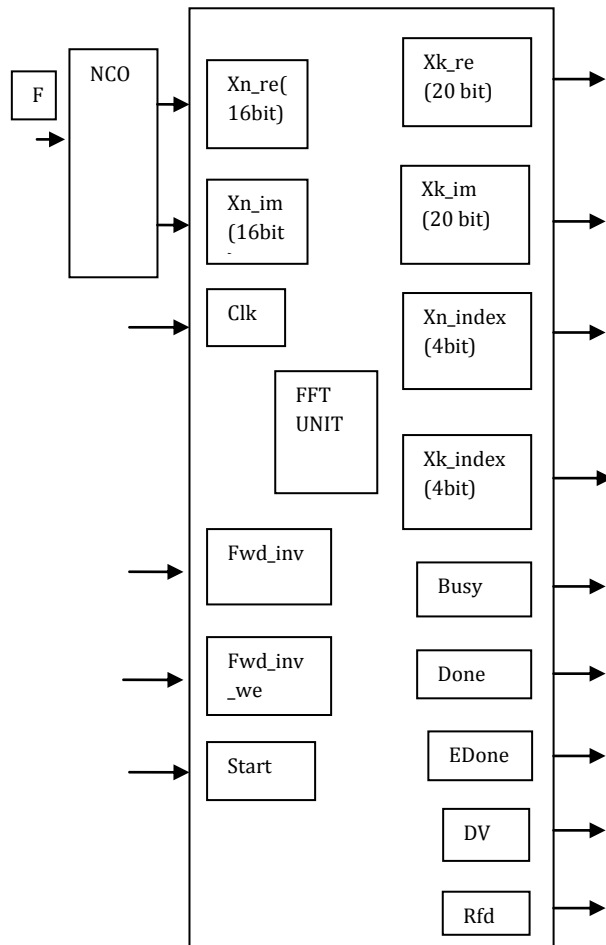 F
NCO
Xn_re(
16bit)
Xn_im
(16bit
Clk
FFT
UNIT
Fwd_inv
Fwd_inv
_we
Start
Xk_re
(20 bit)
Xk_im
(20 bit)
Xn_index
(4bit)
Xk_index
(4bit)
Busy
Done
EDone
DV
Rfd